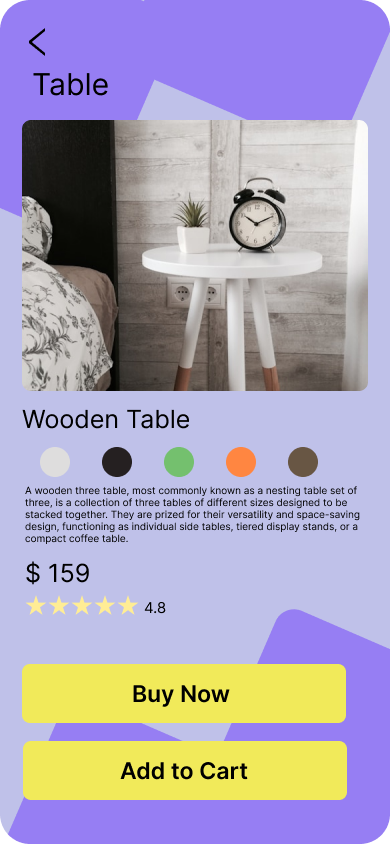 Table
Wooden Table
A wooden three table, most commonly known as a nesting table set of
three, is a collection of three tables of different sizes designed to be
stacked together. They are prized for their versatility and space-saving
design, functioning as individual side tables, tiered display stands, or a
compact coffee table.
$ 159
4.8
Buy Now
Add to Cart